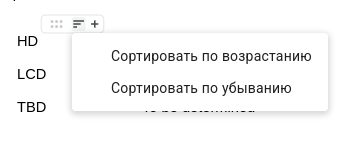 HD
Сортировать по возрастанию
LCD
Сортировать по убыванию
TBD